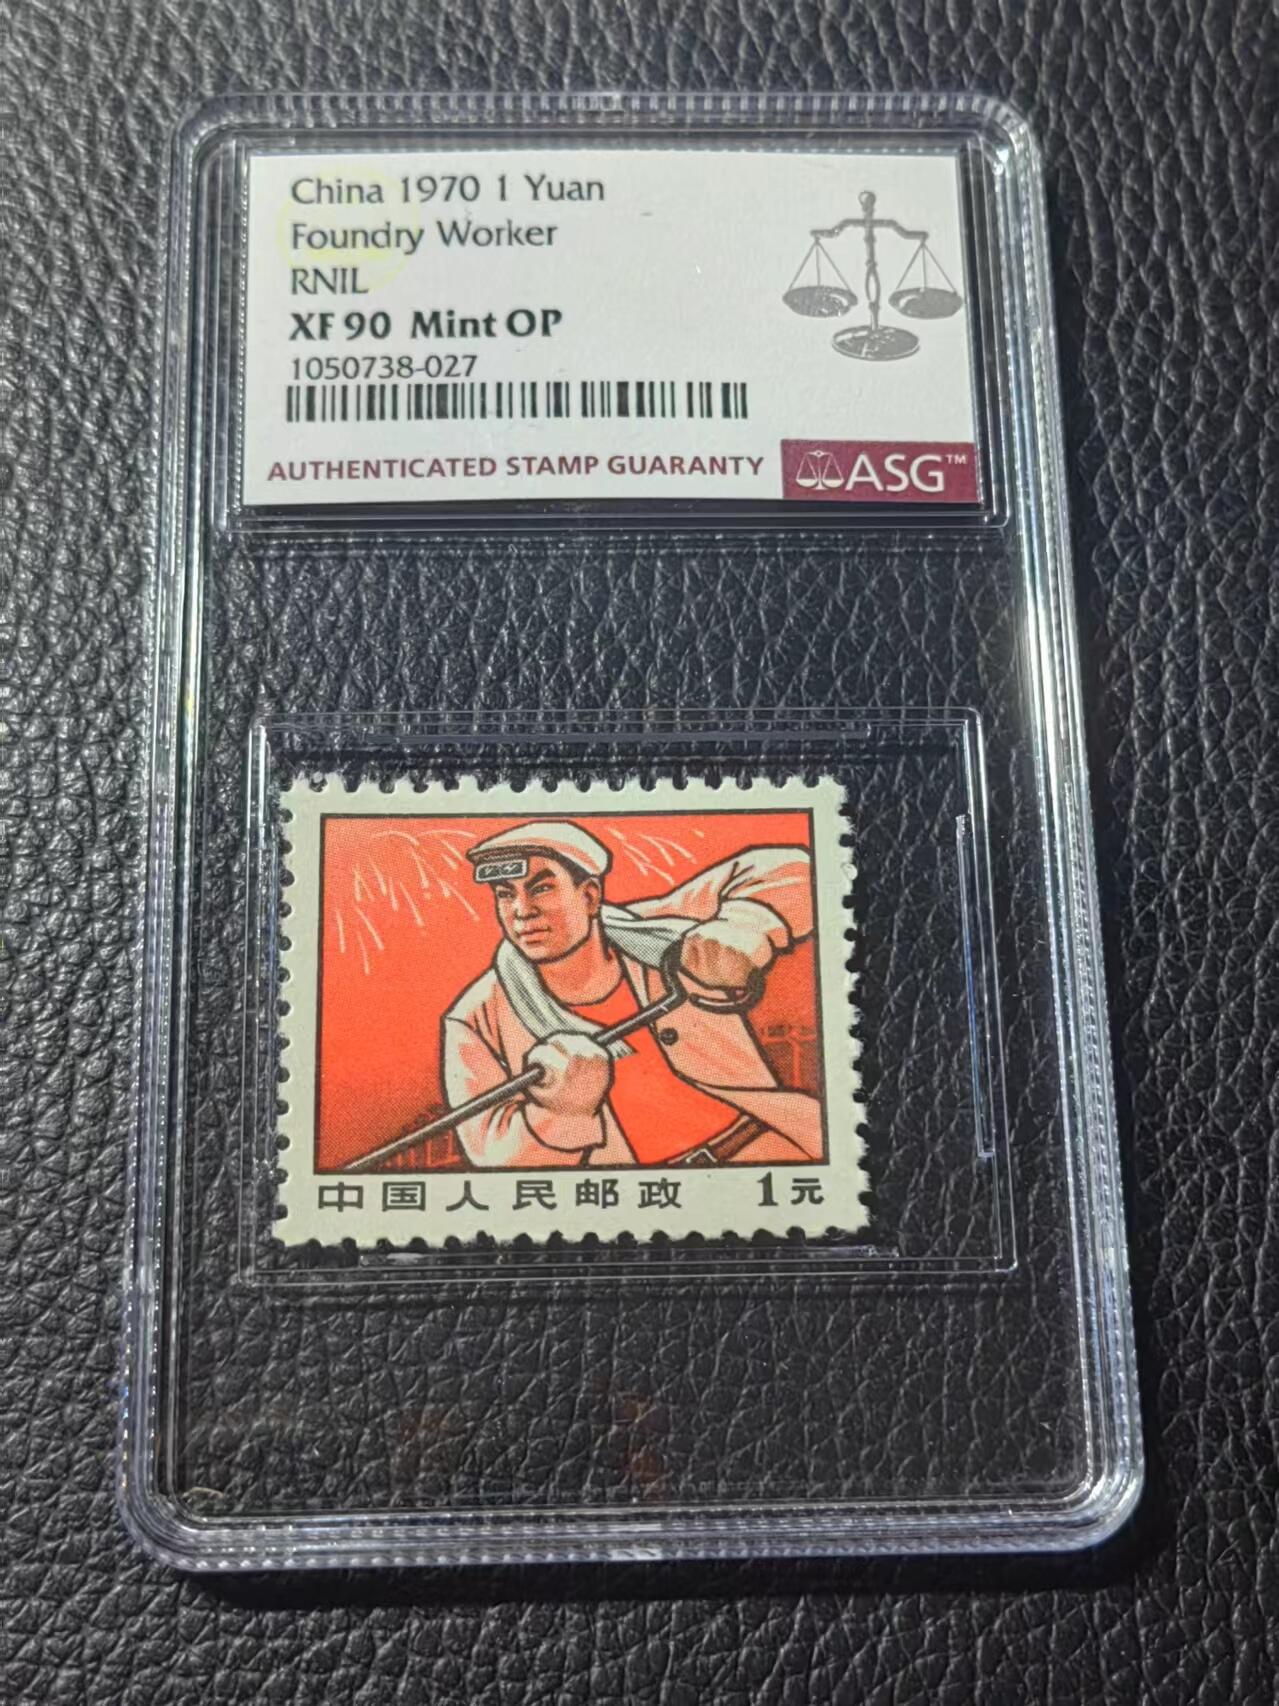 China 1970 1 Yuan
Foundry Worker
RNIL
XF 90 Mint OP
1050738-027
AUTHENTICATED STAMP GUARANTY
ASG™
中国人民邮政 1元